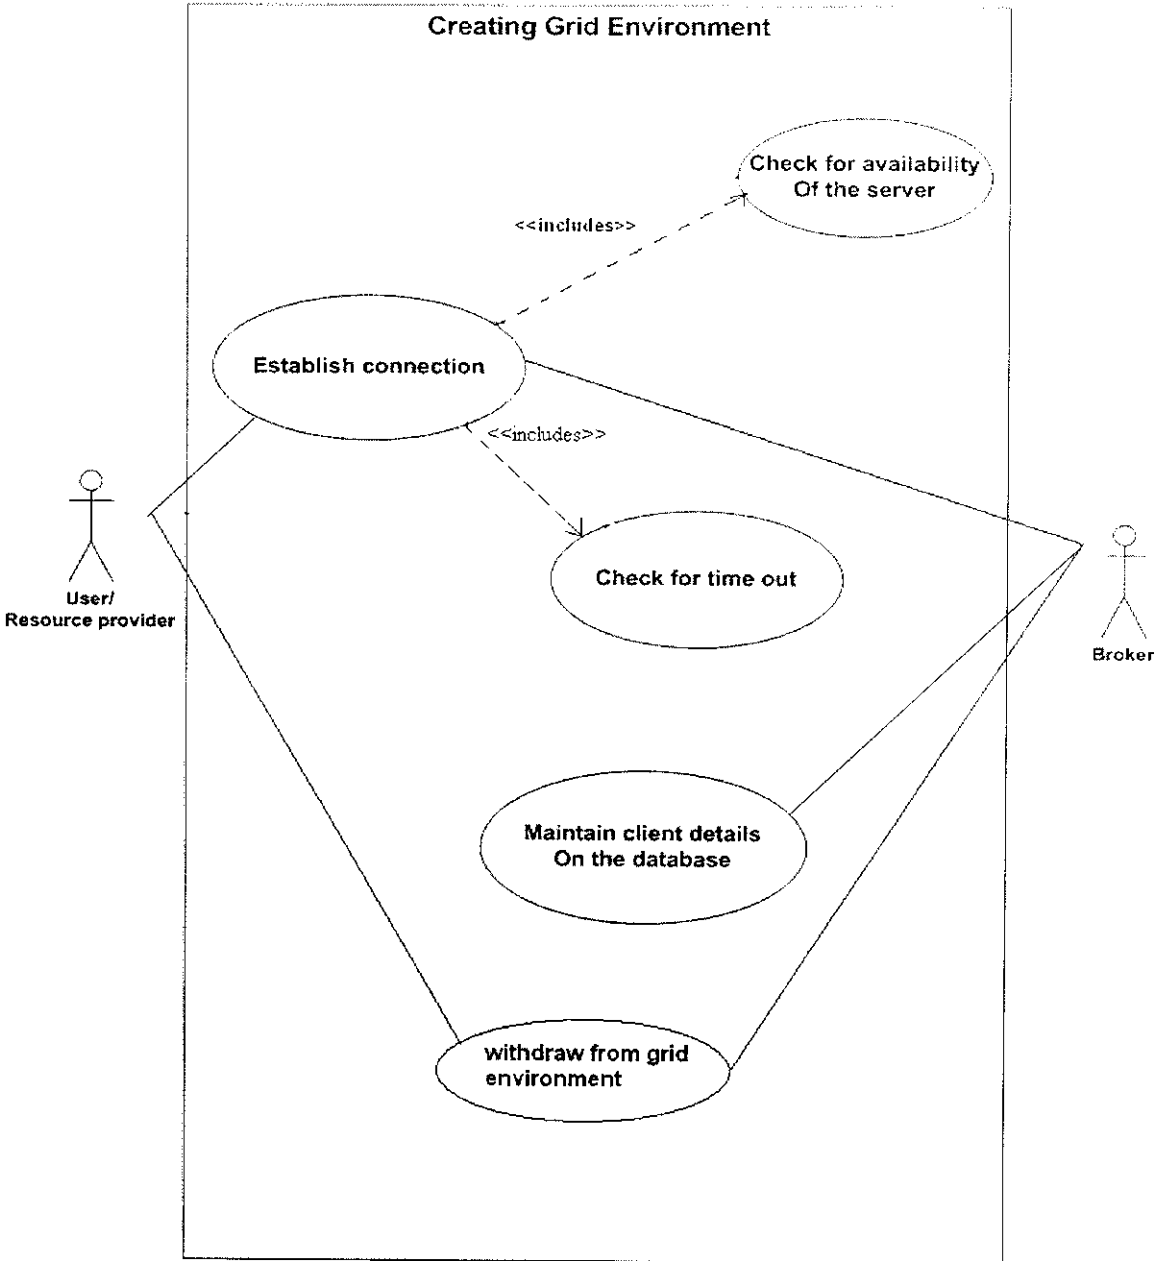 Creating Grid Environment
Check for availability
Of the server
<<includes>>
Establish connection
<<includes>>
User/
Resource provider
Check for time out
Broker
Maintain client details
On the database
withdraw from grid
environment